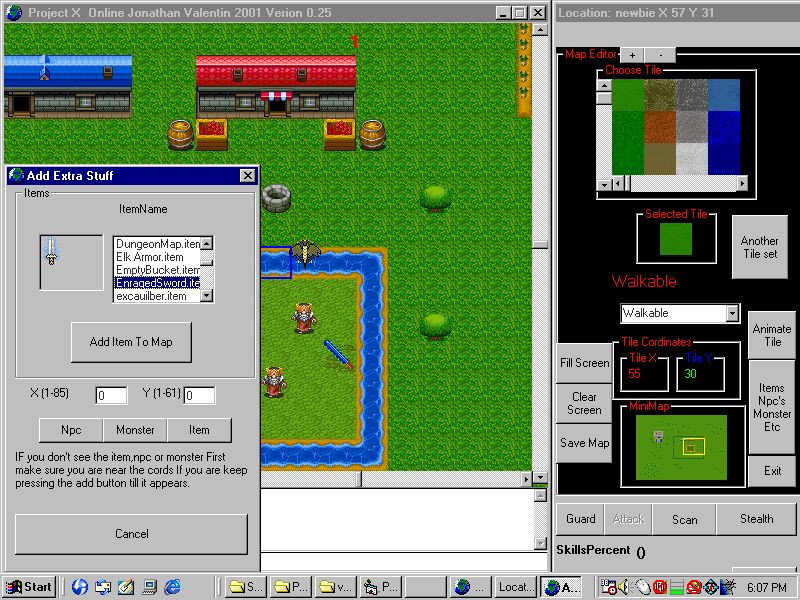 Project X Online Jonathan Valentin 2001 Verion 0.25
1
Add Extra Stuff
Items
ItemName
DungeonMap.item
Elk Armor.item
EmptyBucket.item
EnragedSword.ite
excauilber.item
Add Item To Map
X (1-85) 0 Y (1-61) 0
Npc Monster Item
IF you don't see the item,npc or monster First
make sure you are near the cords If you are keep
pressing the add button till it appears.
Cancel
Location: newbie X 57 Y 31
Map Editor + -
Choose Tile
Selected Tile
Another
Tile set
Walkable
Walkable
Animate
Tile
Tile Cordinates
Tile X Tile Y
55 30
Fill Screen
Clear
Screen
Save Map
Items
Npc's
Monster
Etc
MiniMap
Exit
Guard Attack Scan Stealth
SkillsPercent ()
Start S... P... v... P... ... Locat... A... 6:07 PM